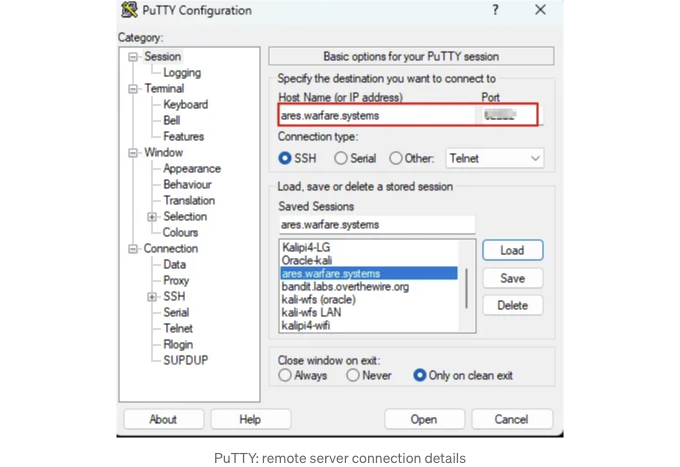 PuTTY Configuration
?
Category:
Session
Logging
Terminal
Keyboard
Bell
Features
Window
Appearance
Behaviour
Translation
Selection
Colours
Connection
Data
Proxy
SSH
Serial
Telnet
Rlogin
SUPDUP
Basic options for your PuTTY session
Specify the destination you want to connect to
Host Name (or IP address) Port
ares.warfare.systems
Connection type:
SSH Serial Other: Telnet
Load, save or delete a stored session
Saved Sessions
ares.warfare.systems
Kalipi4-LG
Oracle-kali
ares.warfare.systems
bandit.labs.overthewire.org
kali-wfs (oracle)
kali-wfs LAN
kalipi4-wifi
Load
Save
Delete
Close window on exit:
Always Never Only on clean exit
About Help Open Cancel
PuTTY: remote server connection details